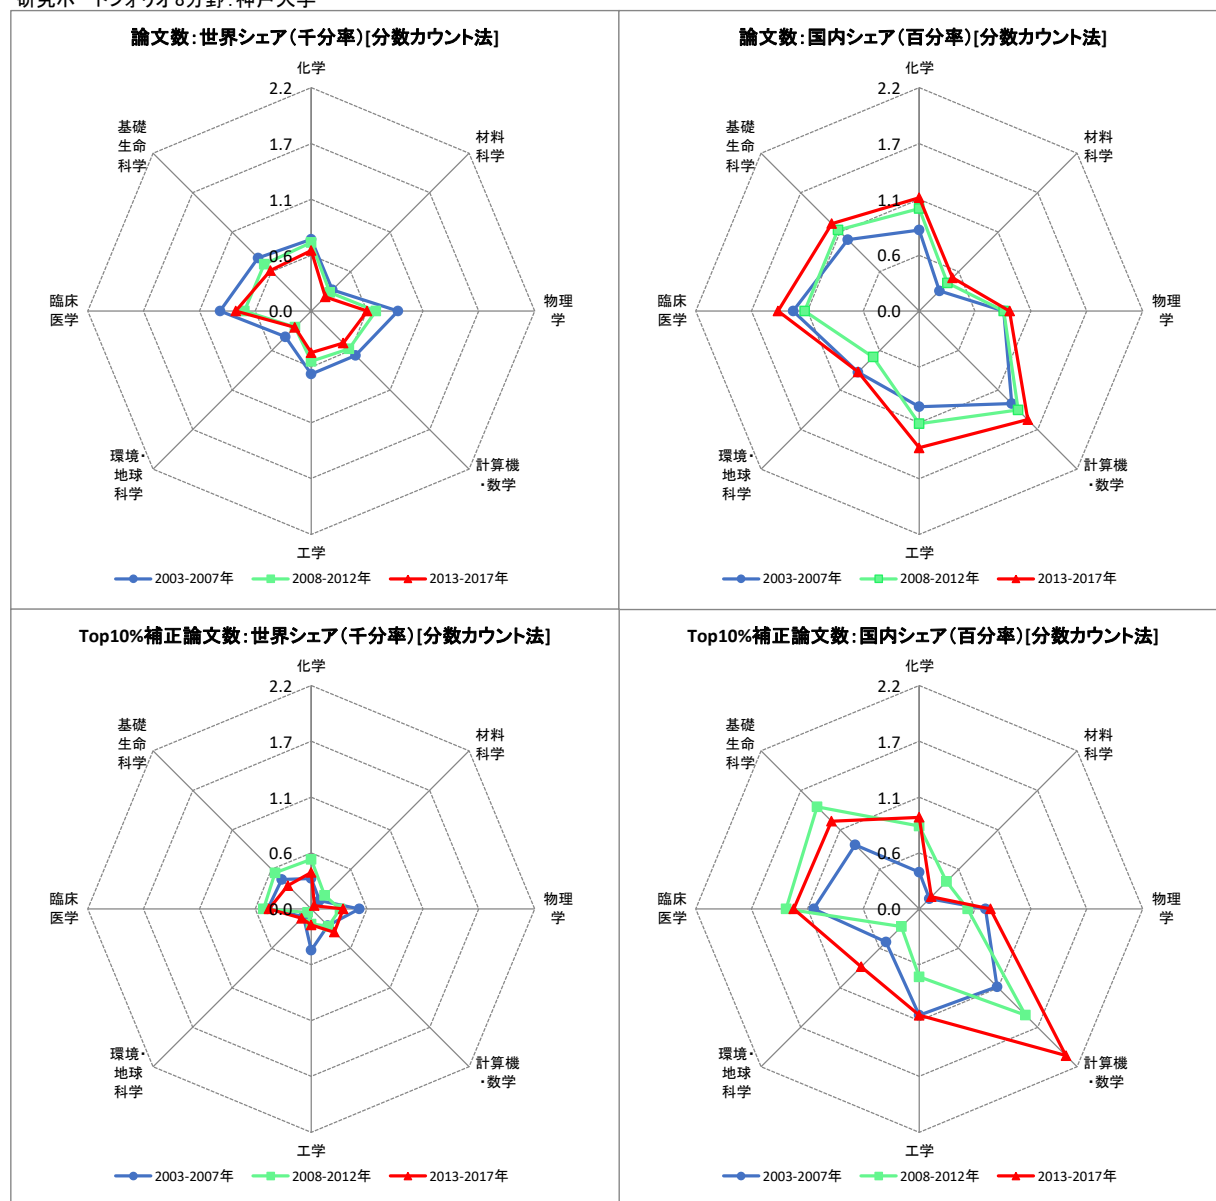 研究ポートフォリオ8分野：神戸大学
論文数：世界シェア（千分率）[分数カウント法]
化学
2.2
1.7
1.1
0.6
0.0
基礎
生命
科学
材料
科学
臨床
医学
物理
学
環境・
地球
科学
計算機
・数学
工学
2003-2007年
2008-2012年
2013-2017年
論文数：国内シェア（百分率）[分数カウント法]
化学
2.2
1.7
1.1
0.6
0.0
基礎
生命
科学
材料
科学
臨床
医学
物理
学
環境・
地球
科学
計算機
・数学
工学
2003-2007年
2008-2012年
2013-2017年
Top10%補正論文数：世界シェア（千分率）[分数カウント法]
化学
2.2
1.7
1.1
0.6
0.0
基礎
生命
科学
材料
科学
臨床
医学
物理
学
環境・
地球
科学
計算機
・数学
工学
2003-2007年
2008-2012年
2013-2017年
Top10%補正論文数：国内シェア（百分率）[分数カウント法]
化学
2.2
1.7
1.1
0.6
0.0
基礎
生命
科学
材料
科学
臨床
医学
物理
学
環境・
地球
科学
計算機
・数学
工学
2003-2007年
2008-2012年
2013-2017年